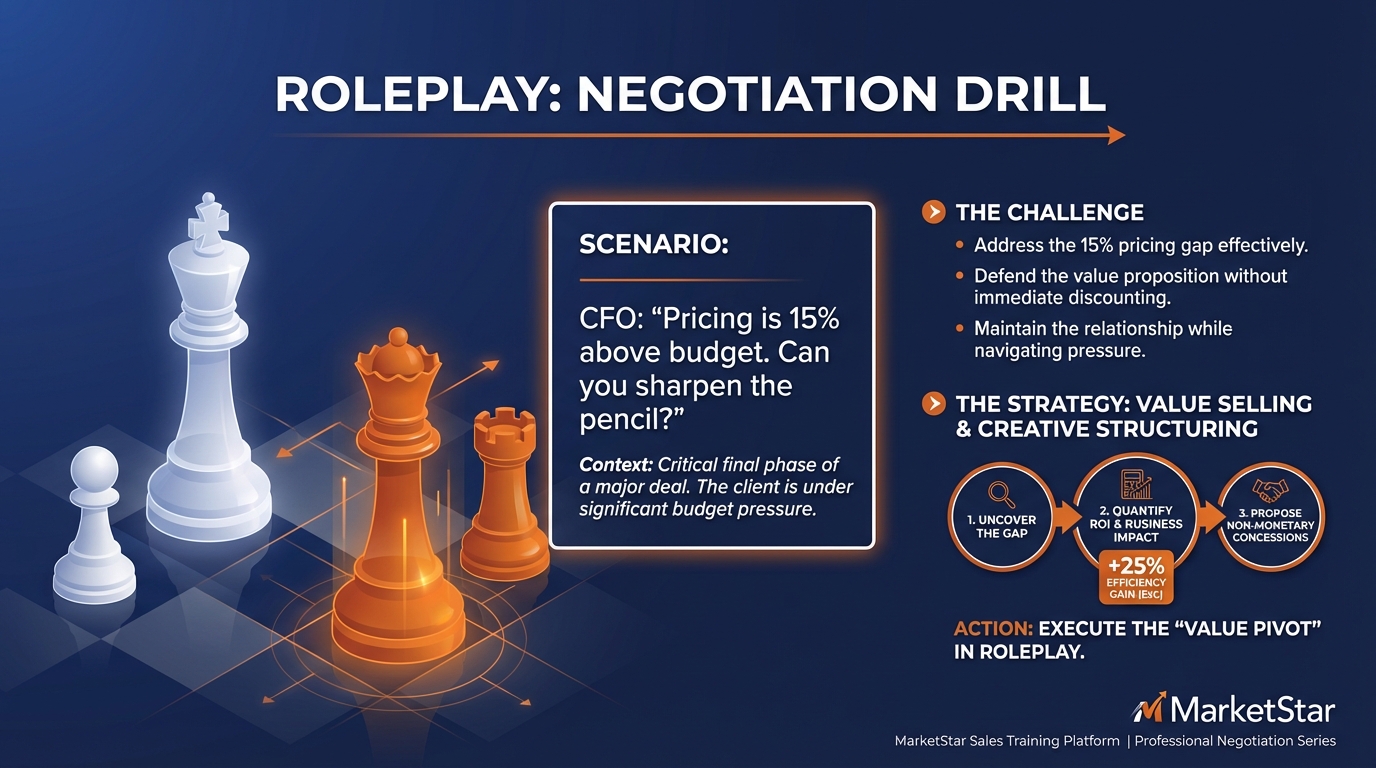 ROLEPLAY: NEGOTIATION DRILL
SCENARIO:
CFO: “Pricing is 15%
above budget. Can
you sharpen the
pencil?”
Context: Critical final phase of
a major deal. The client is under
significant budget pressure.
THE CHALLENGE
• Address the 15% pricing gap effectively.
• Defend the value proposition without
immediate discounting.
• Maintain the relationship while
navigating pressure.
THE STRATEGY: VALUE SELLING
& CREATIVE STRUCTURING
1. UNCOVER
THE GAP
2. QUANTIFY
ROI & RUSINESS
IMPACT
+25%
EFFICIENCY
GAIN
3. PROPOSE
NON-MONETARY
CONCESSIONS
ACTION: EXECUTE THE “VALUE PIVOT”
IN ROLEPLAY.
MarketStar
MarketStar Sales Training Platform | Professional Negotiation Series